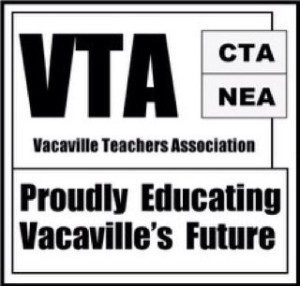 VTA
CTA
NEA
Vacaville Teachers Association
Proudly Educating
Vacaville's Future